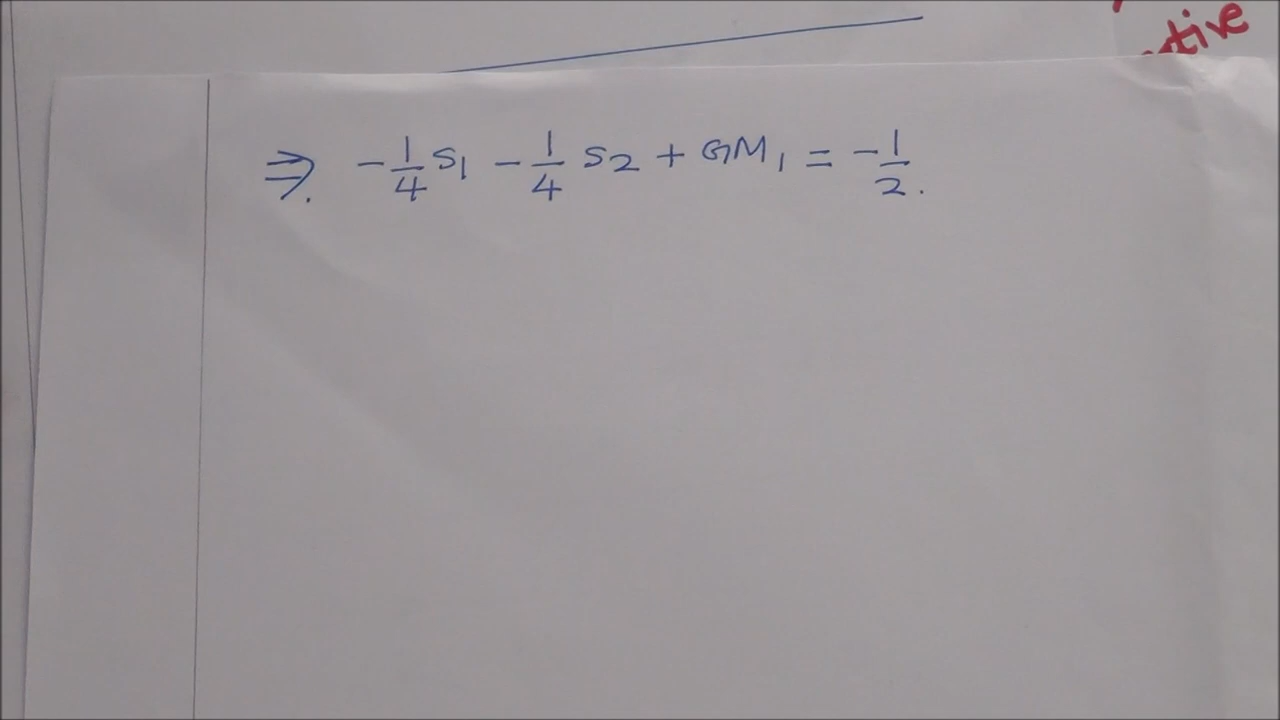 ⇒. -1/4 S₁ - 1/4 S₂ + GM₁ = -1/2.